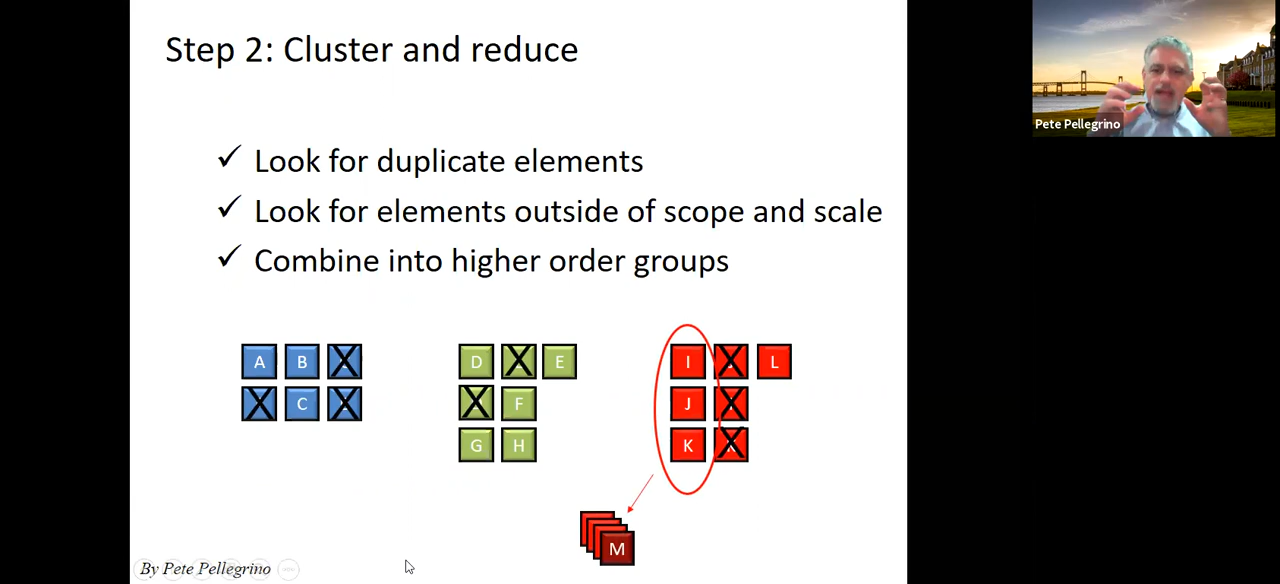 Step 2: Cluster and reduce
Pete Pellegrino
✓ Look for duplicate elements
✓ Look for elements outside of scope and scale
✓ Combine into higher order groups
A B
C
D E
F
G H
I L
J
K
M
By Pete Pellegrino